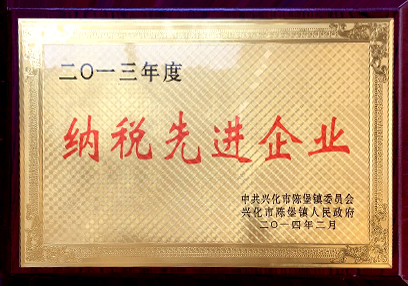 二〇一三年度
纳税先进企业
中共兴化市陈堡镇委员会
兴化市陈堡镇人民政府
二〇一四年二月